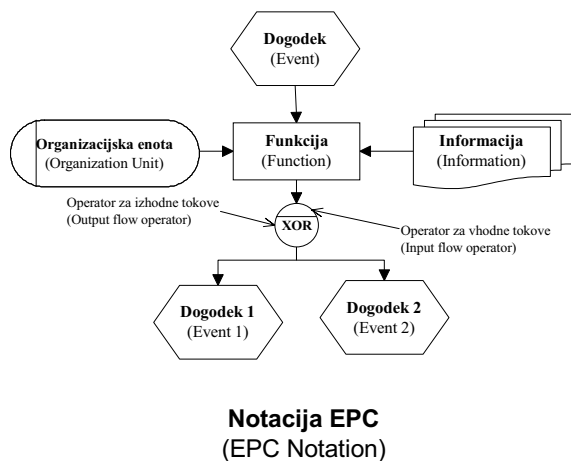 Dogodek
(Event)
Organizacijska enota
(Organization Unit)
Funkcija
(Function)
Informacija
(Information)
Operator za izhodne tokove
(Output flow operator)
XOR
Operator za vhodne tokove
(Input flow operator)
Dogodek 1
(Event 1)
Dogodek 2
(Event 2)
Notacija EPC
(EPC Notation)